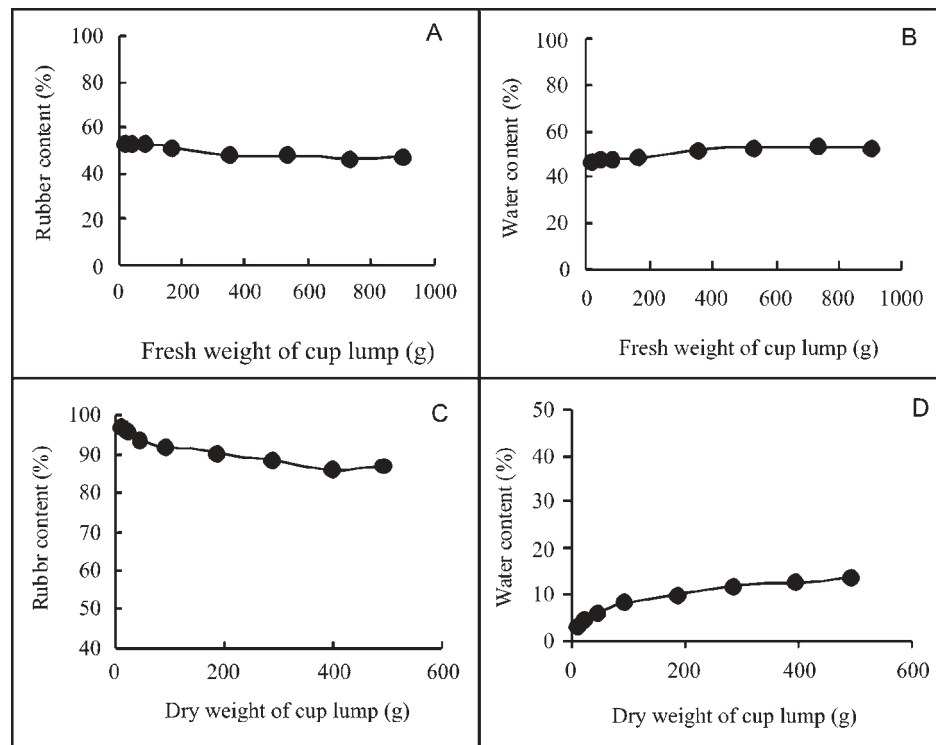 A
Rubber content (%)
100
80
60
40
20
0
0 200 400 600 800 1000
Fresh weight of cup lump (g)
B
Water content (%)
100
80
60
40
20
0
0 200 400 600 800 1000
Fresh weight of cup lump (g)
C
Rubbr content (%)
100
90
80
70
60
50
40
0 200 400 600
Dry weight of cup lump (g)
D
Water content (%)
50
40
30
20
10
0
0 200 400 600
Dry weight of cup lump (g)